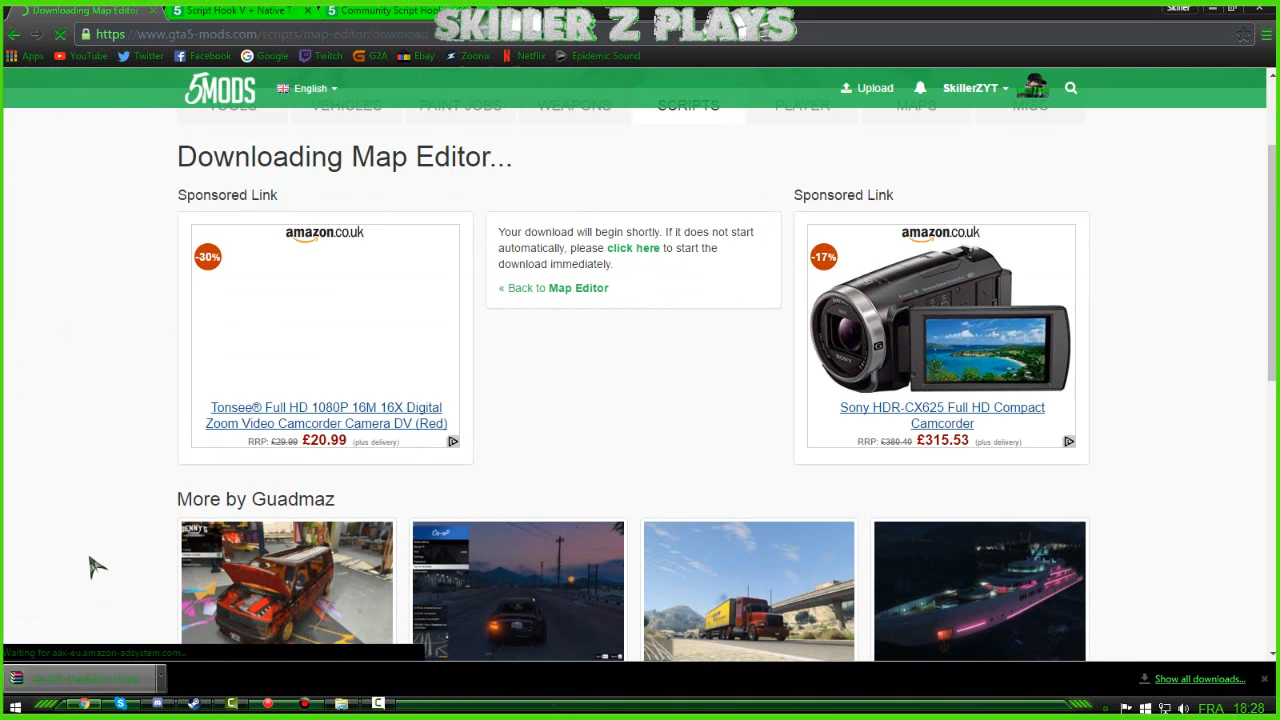 SKILLER Z PLAYS
Downloading Map Editor
Script Hook V + Native T
Community Script Hook
Skiller
https://www.gta5-mods.com/scripts/map-editor/download
Apps YouTube Twitter Facebook Google Twitch G2A Ebay Zoonix Netflix Epidemic Sound
5MODS English Upload SkillerZYT
TOOLS VEHICLES PAINT JOBS WEAPONS SCRIPTS PLAYER MAPS MISC
Downloading Map Editor...
Sponsored Link
amazon.co.uk
-30%
Tonsee® Full HD 1080P 16M 16X Digital
Zoom Video Camcorder Camera DV (Red)
RRP: £29.99 £20.99 (plus delivery)
Your download will begin shortly. If it does not start
automatically, please click here to start the
download immediately.
« Back to Map Editor
Sponsored Link
amazon.co.uk
-17%
SONY
Sony HDR-CX625 Full HD Compact
Camcorder
RRP: £380.40 £315.53 (plus delivery)
More by Guadmaz
Waiting for aax-eu.amazon-adsystem.com...
Show all downloads...
FRA 18:28